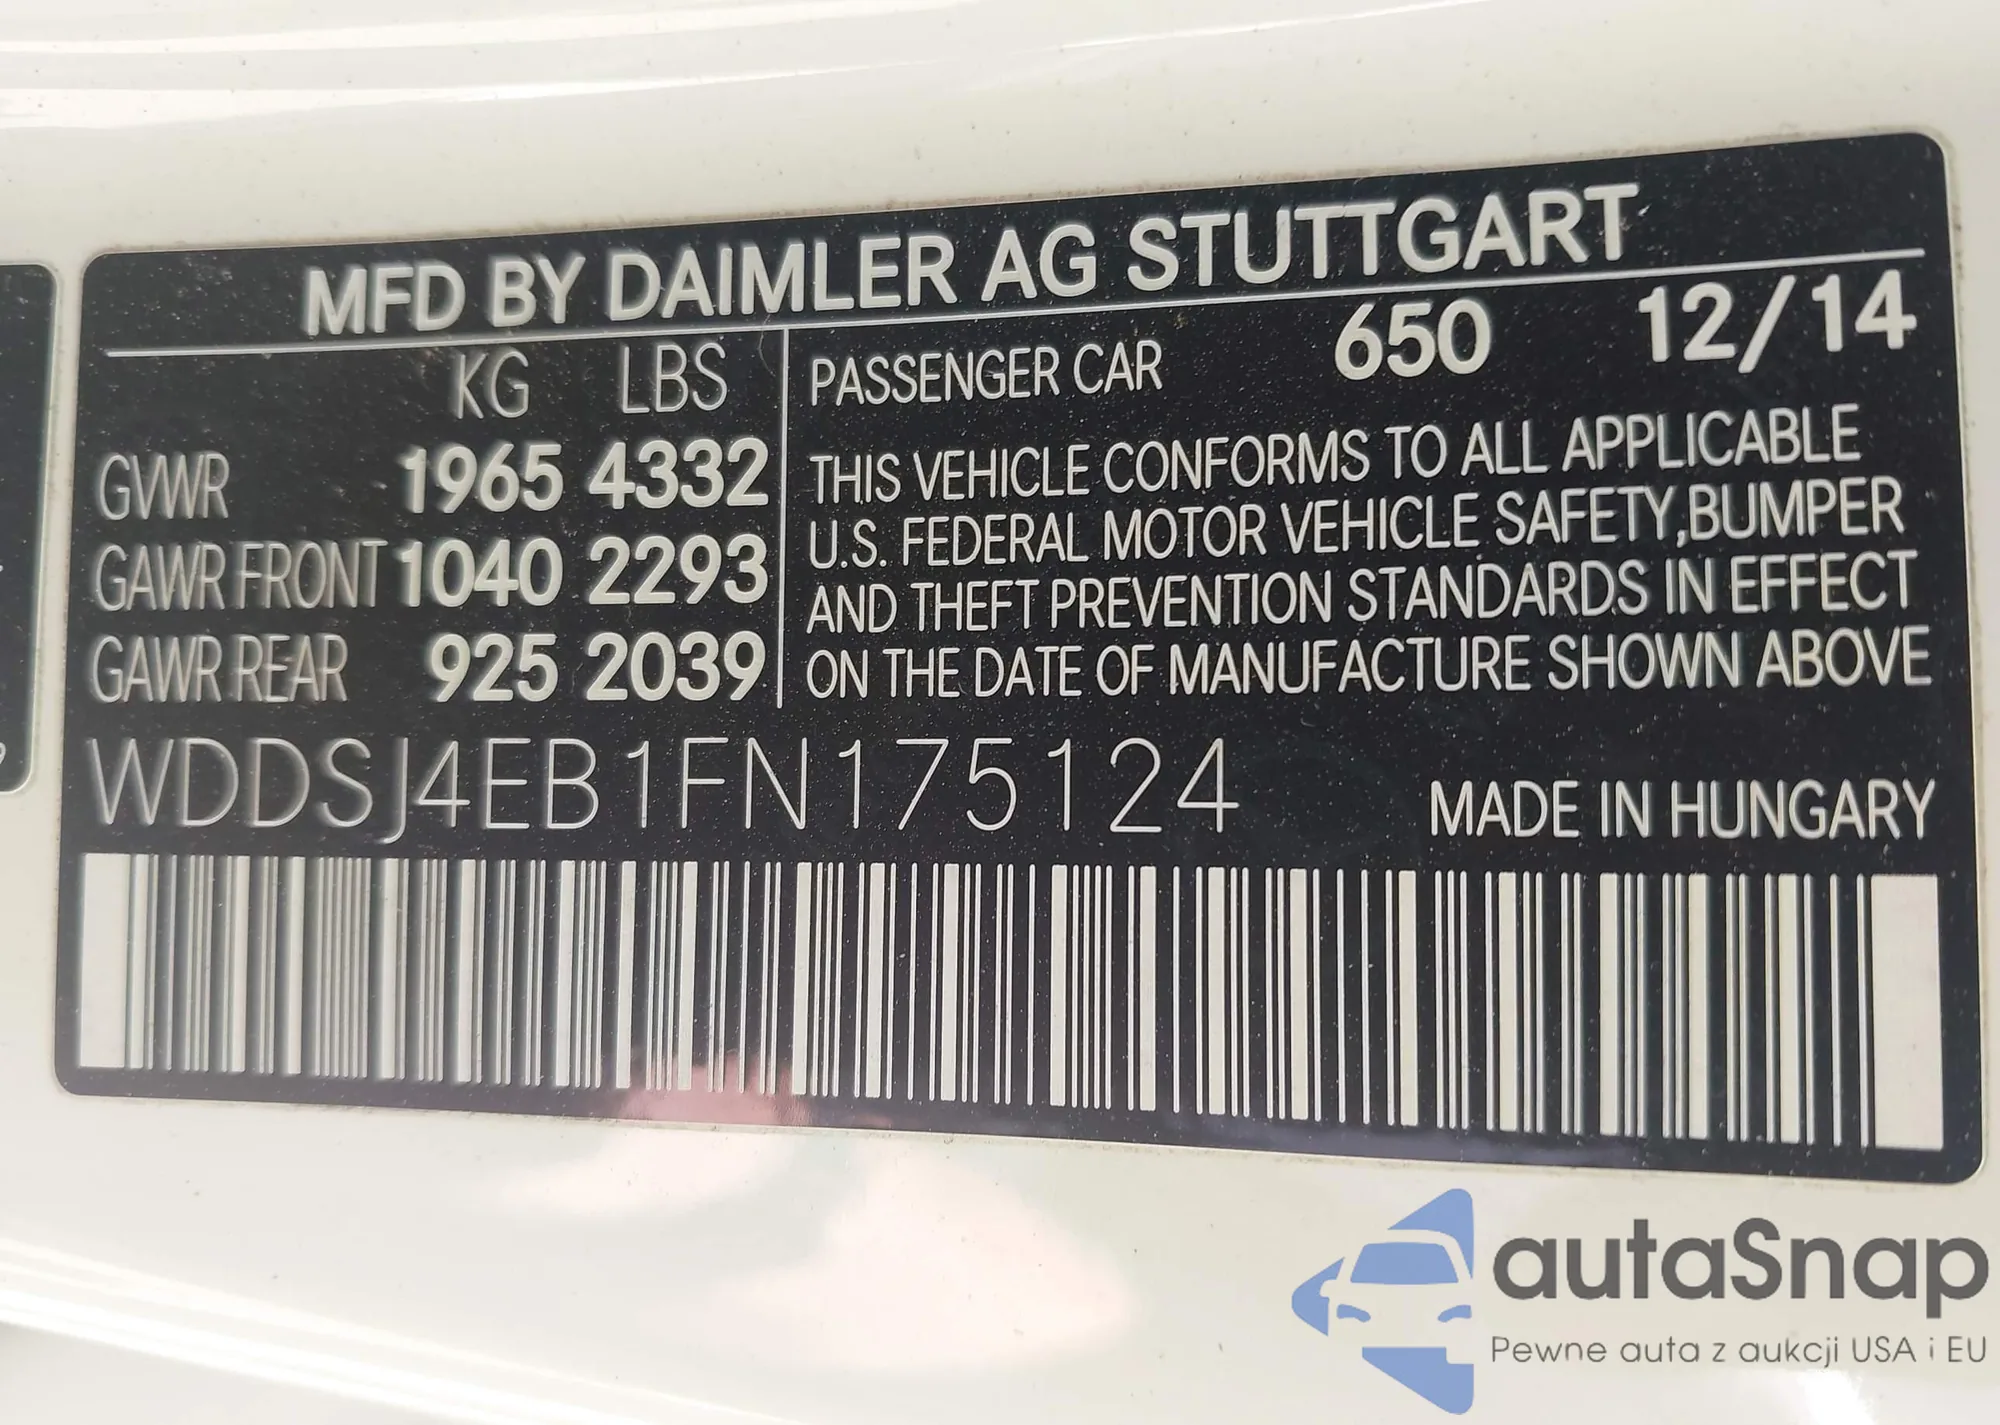 MFD BY DAIMLER AG STUTTGART
KG LBS
GVWR 1965 4332
GAWR FRONT 1040 2293
GAWR REAR 925 2039
PASSENGER CAR 650 12/14
THIS VEHICLE CONFORMS TO ALL APPLICABLE
U.S. FEDERAL MOTOR VEHICLE SAFETY,BUMPER
AND THEFT PREVENTION STANDARDS IN EFFECT
ON THE DATE OF MANUFACTURE SHOWN ABOVE
WDDSJ4EB1FN175124
MADE IN HUNGARY
autaSnap
Pewne auta z aukcji USA i EU